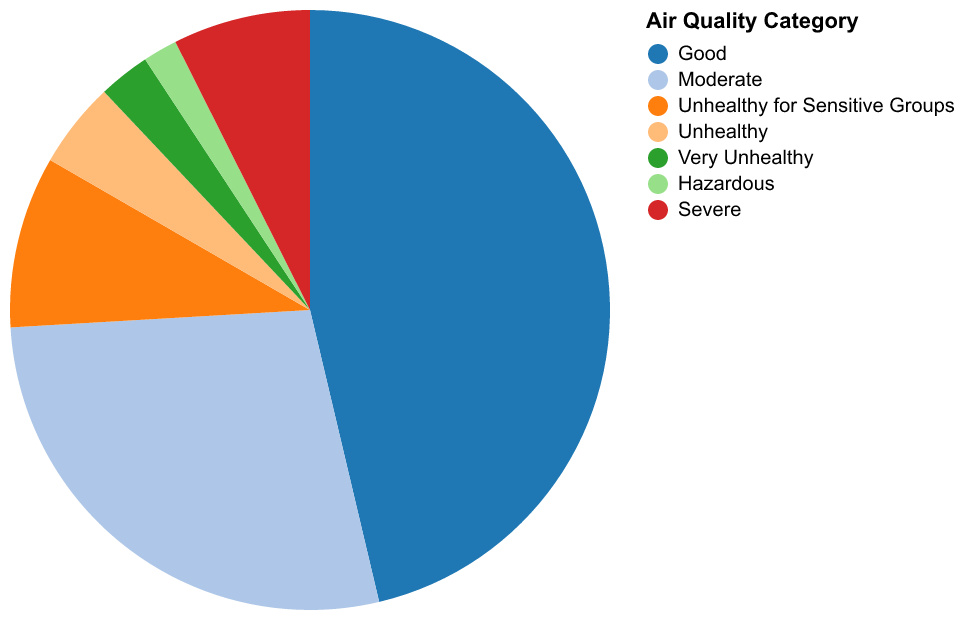 Air Quality Category
Good
Moderate
Unhealthy for Sensitive Groups
Unhealthy
Very Unhealthy
Hazardous
Severe